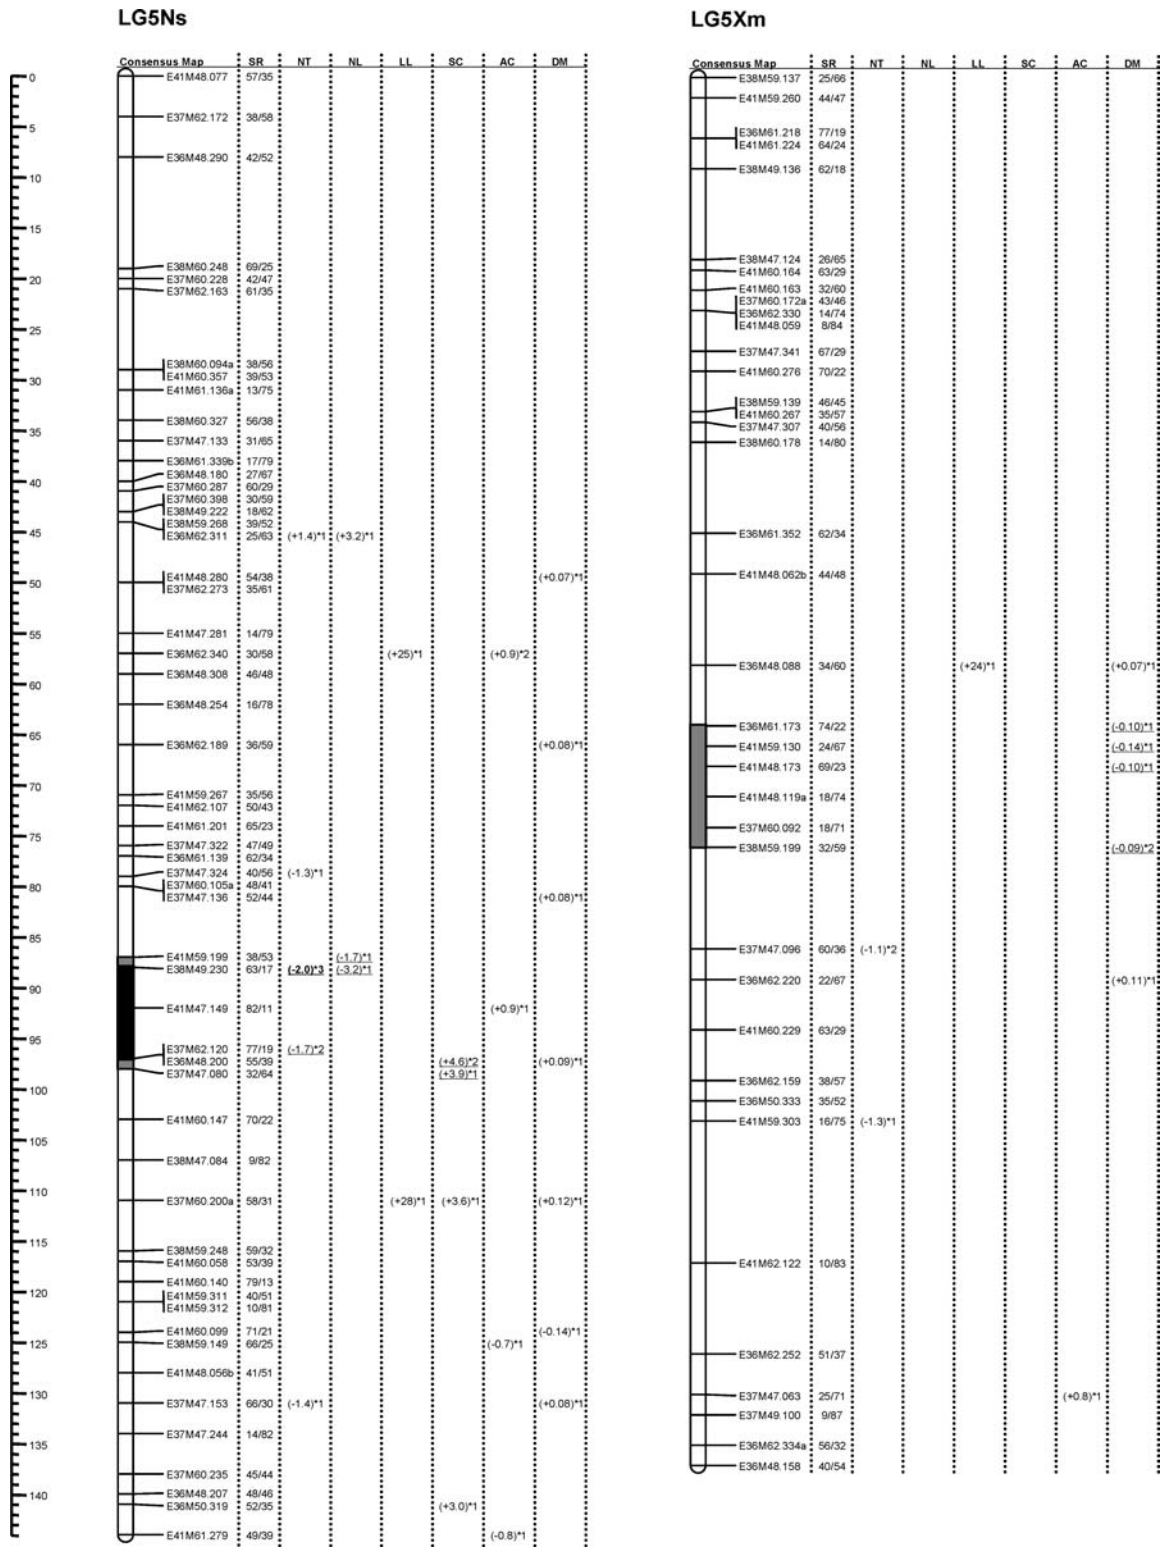 LG5Ns
Consensus Map SR NT NL LL SC AC DM
0
5
10
15
20
25
30
35
40
45
50
55
60
65
70
75
80
85
90
95
100
105
110
115
120
125
130
135
140
E41M48.077 57/35
E37M62.172 38/58
E36M48.290 42/52
E38M60.248 69/25
E37M60.228 42/47
E37M62.163 61/35
E38M60.094a 38/56
E41M60.357 39/53
E41M61.136a 13/75
E38M60.327 56/38
E37M47.133 31/65
E36M61.339b 17/79
E36M48.180 27/67
E37M60.287 60/29
E37M60.398 30/59
E38M49.222 18/62
E38M59.268 39/52
E36M62.311 25/63 (+1.4)*1 (+3.2)*1
E41M48.280 54/38 (+0.07)*1
E37M62.273 35/61
E41M47.281 14/79
E36M62.340 30/58 (+25)*1 (+0.9)*2
E36M48.308 46/48
E36M48.254 16/78
E36M62.189 36/59 (+0.08)*1
E41M59.267 35/56
E41M62.107 50/43
E41M61.201 65/23
E37M47.322 47/49
E36M61.139 62/34
E37M47.324 40/56 (-1.3)*1
E37M60.105a 48/41
E37M47.136 52/44 (+0.08)*1
E41M59.199 38/53 (-1.7)*1
E38M49.230 63/17 (-2.0)*3 (-3.2)*1
E41M47.149 82/11 (+0.9)*1
E37M62.120 77/19 (-1.7)*2
E36M48.200 55/39 (+4.6)*2 (+0.09)*1
E37M47.080 32/64 (+3.9)*1
E41M60.147 70/22
E38M47.084 9/82
E37M60.200a 58/31 (+28)*1 (+3.6)*1 (+0.12)*1
E38M59.248 59/32
E41M60.058 53/39
E41M60.140 79/13
E41M59.311 40/51
E41M59.312 10/81
E41M60.099 71/21 (-0.14)*1
E38M59.149 66/25 (-0.7)*1
E41M48.056b 41/51
E37M47.153 66/30 (-1.4)*1 (+0.08)*1
E37M47.244 14/82
E37M60.235 45/44
E36M48.207 48/46
E36M50.319 52/35 (+3.0)*1
E41M61.279 49/39 (-0.8)*1
LG5Xm
Consensus Map SR NT NL LL SC AC DM
E38M59.137 25/66
E41M59.260 44/47
E36M61.218 77/19
E41M61.224 64/24
E38M49.136 62/18
E38M47.124 26/65
E41M60.164 63/29
E41M60.163 32/60
E37M60.172a 43/46
E36M62.330 14/74
E41M48.059 8/84
E37M47.341 67/29
E41M60.276 70/22
E38M59.139 46/45
E41M60.267 35/57
E37M47.307 40/56
E38M60.178 14/80
E36M61.352 62/34
E41M48.062b 44/48
E36M48.088 34/60 (+24)*1 (+0.07)*1
E36M61.173 74/22 (-0.10)*1
E41M59.130 24/67 (-0.14)*1
E41M48.173 69/23 (-0.10)*1
E41M48.119a 18/74
E37M60.092 18/71
E38M59.199 32/59 (-0.09)*2
E37M47.096 60/36 (-1.1)*2
E36M62.220 22/67 (+0.11)*1
E41M60.229 63/29
E36M62.159 38/57
E36M50.333 35/52
E41M59.303 16/75 (-1.3)*1
E41M62.122 10/83
E36M62.252 51/37
E37M47.063 25/71 (+0.8)*1
E37M49.100 9/87
E36M62.334a 56/32
E36M48.158 40/54